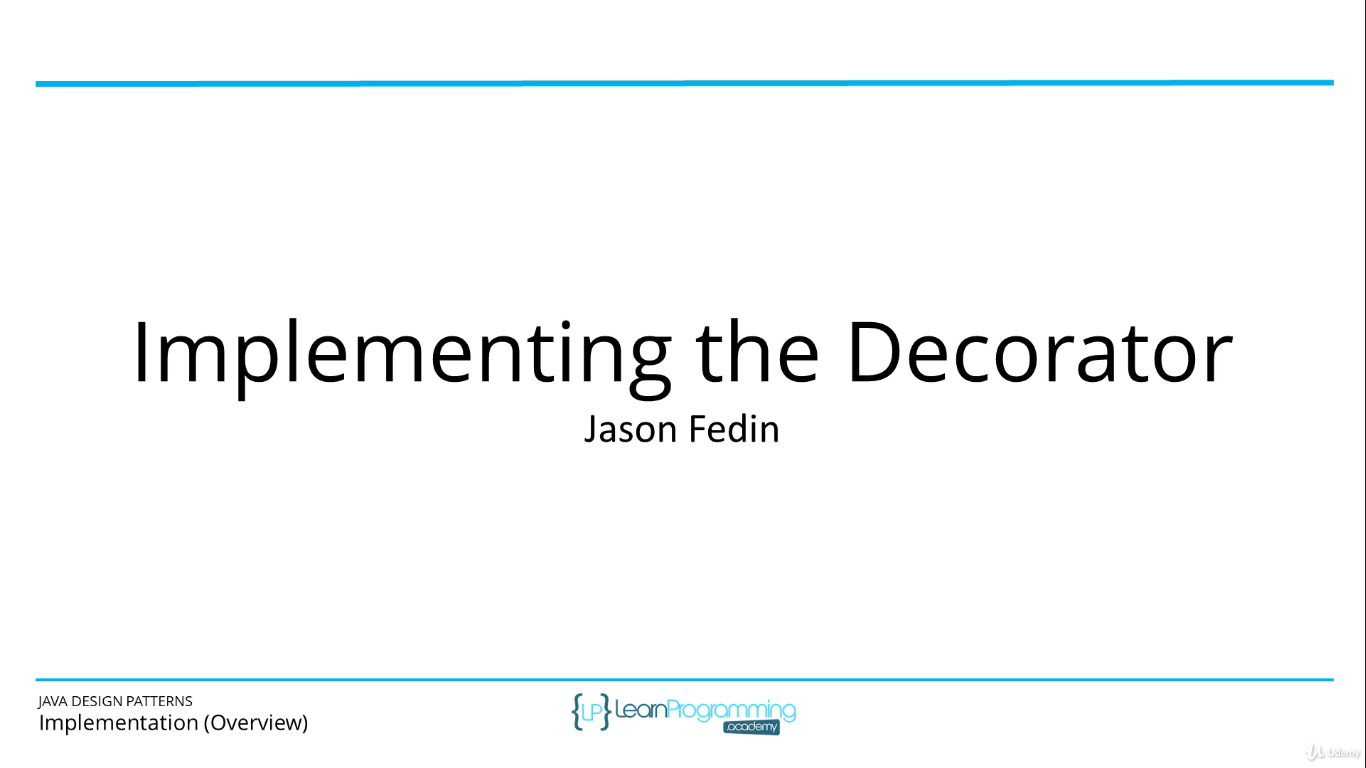 Implementing the Decorator
Jason Fedin
JAVA DESIGN PATTERNS
Implementation (Overview)
{LP} LearnProgramming
.academy
Udemy